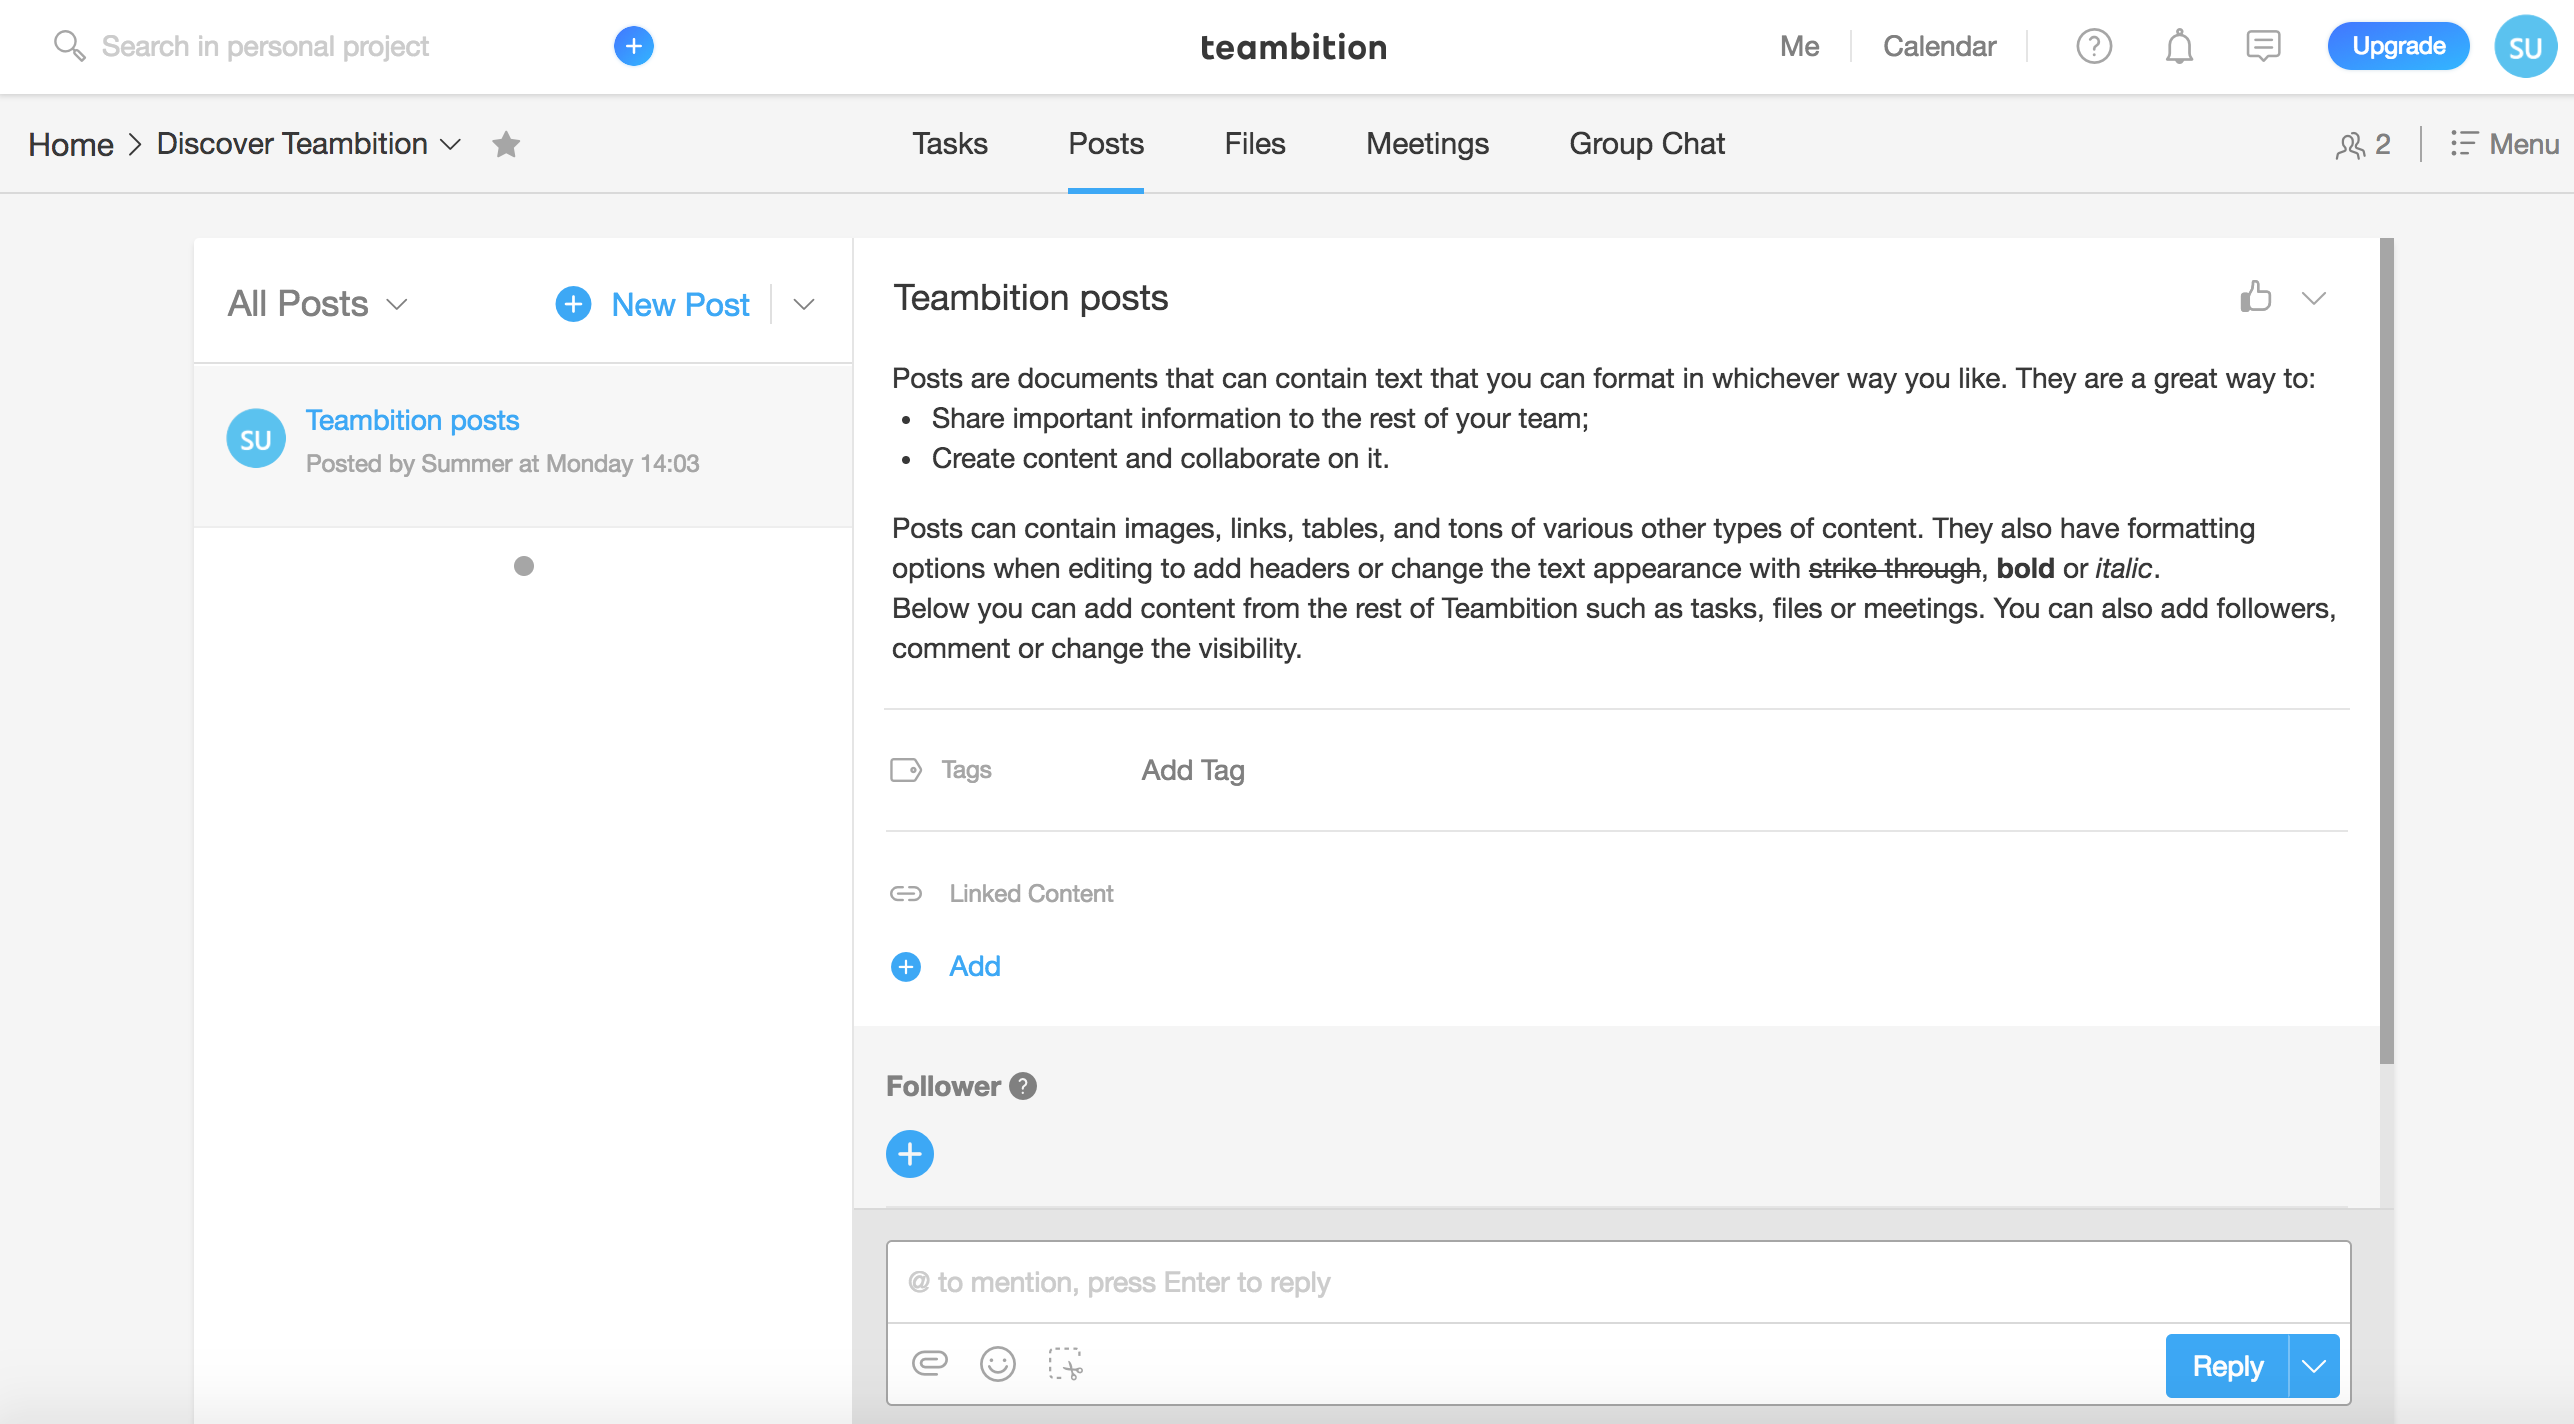 Search in personal project
teambition
Me
Calendar
Upgrade
SU
Home > Discover Teambition
Tasks
Posts
Files
Meetings
Group Chat
2
Menu
All Posts
New Post
SU
Teambition posts
Posted by Summer at Monday 14:03
Teambition posts
Posts are documents that can contain text that you can format in whichever way you like. They are a great way to:
• Share important information to the rest of your team;
• Create content and collaborate on it.
Posts can contain images, links, tables, and tons of various other types of content. They also have formatting
options when editing to add headers or change the text appearance with strike through, bold or italic.
Below you can add content from the rest of Teambition such as tasks, files or meetings. You can also add followers,
comment or change the visibility.
Tags
Add Tag
Linked Content
Add
Follower ?
@ to mention, press Enter to reply
Reply